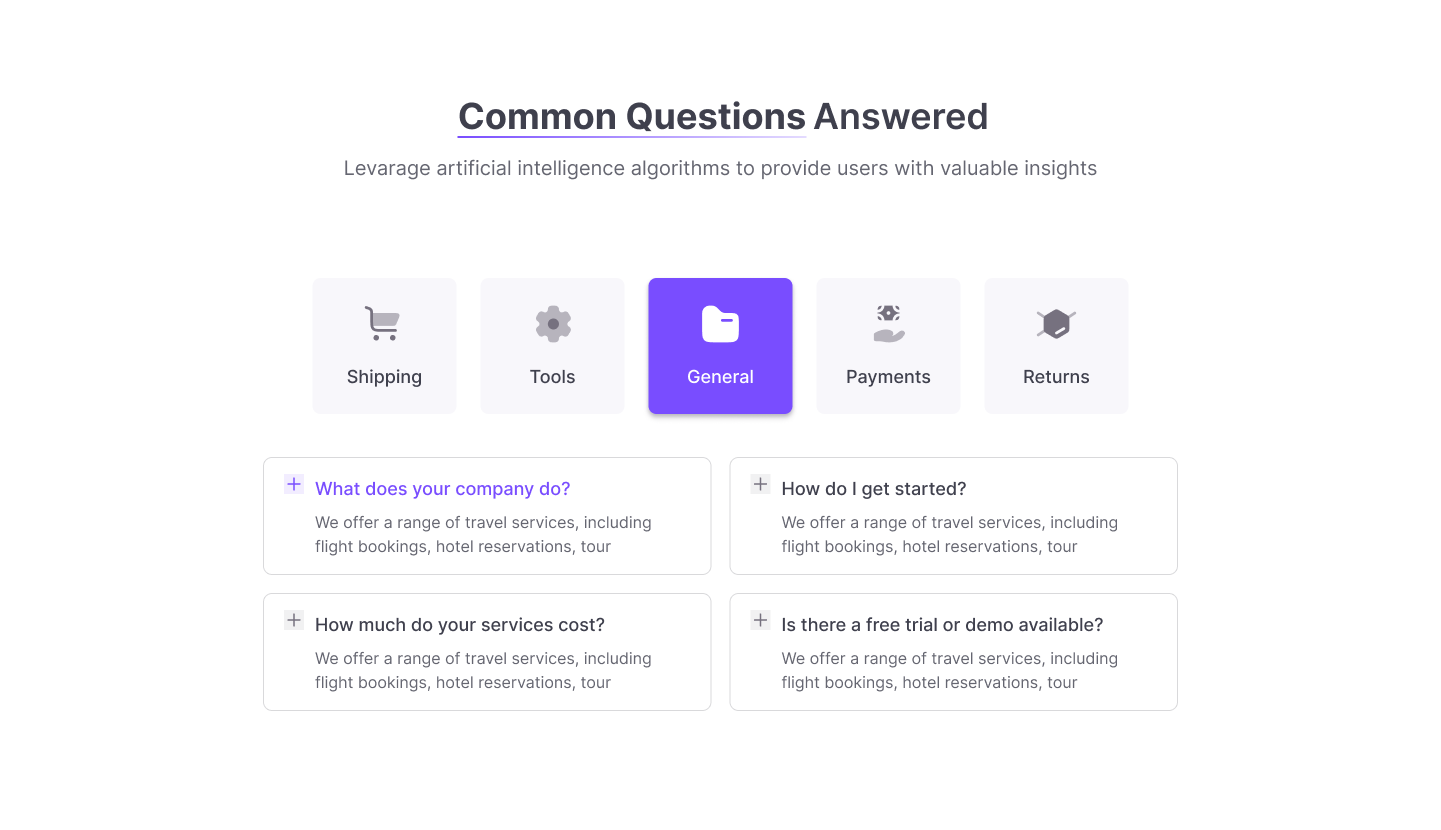 Common Questions Answered
Levarage artificial intelligence algorithms to provide users with valuable insights
Shipping
Tools
General
Payments
Returns
What does your company do?
We offer a range of travel services, including
flight bookings, hotel reservations, tour
How do I get started?
We offer a range of travel services, including
flight bookings, hotel reservations, tour
How much do your services cost?
We offer a range of travel services, including
flight bookings, hotel reservations, tour
Is there a free trial or demo available?
We offer a range of travel services, including
flight bookings, hotel reservations, tour